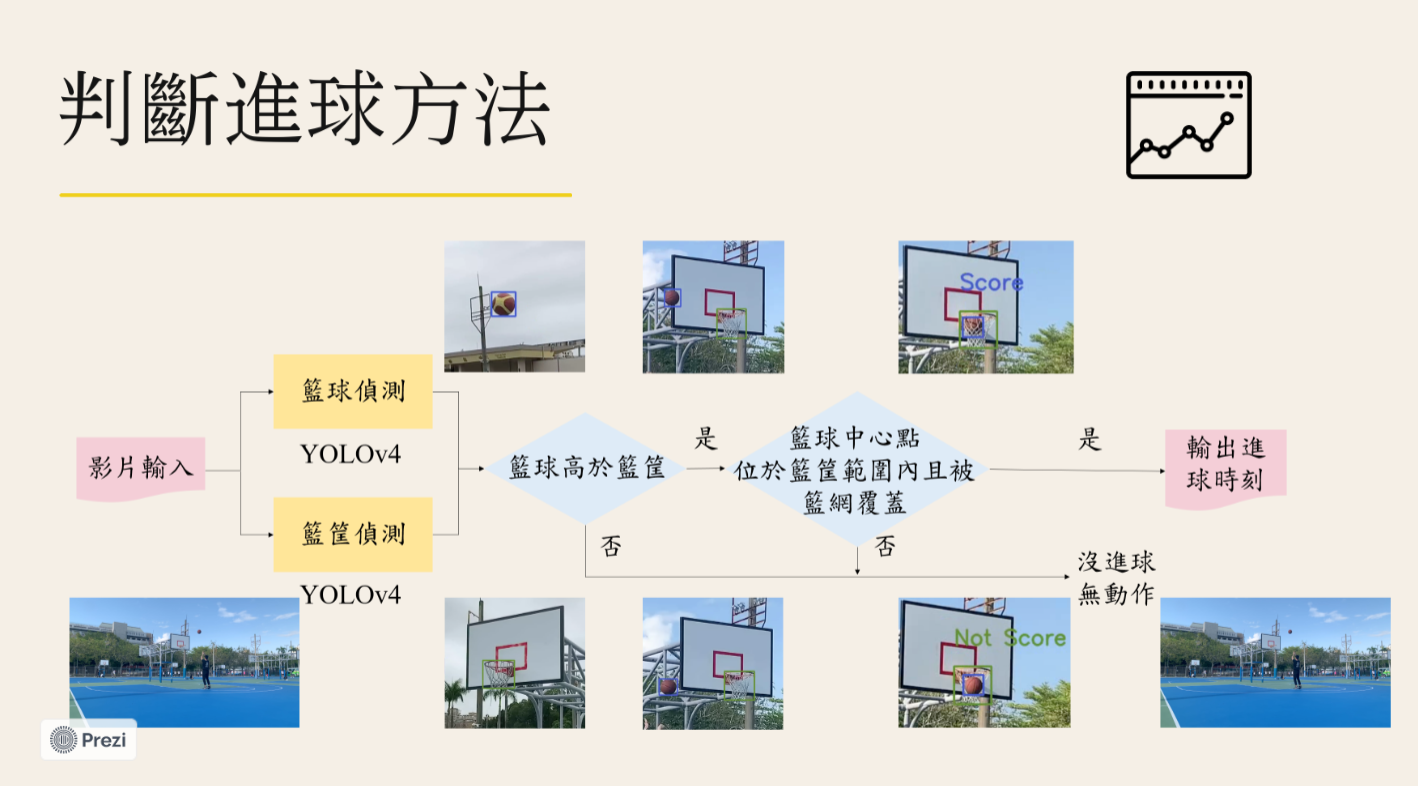 判斷進球方法
Score
籃球偵測
YOLOv4
影片輸入
籃筐偵測
YOLOv4
籃球高於籃筐
是
否
籃球中心點
位於籃筐範圍內且被
籃網覆蓋
是
否
輸出進
球時刻
沒進球
無動作
Not Score
Prezi